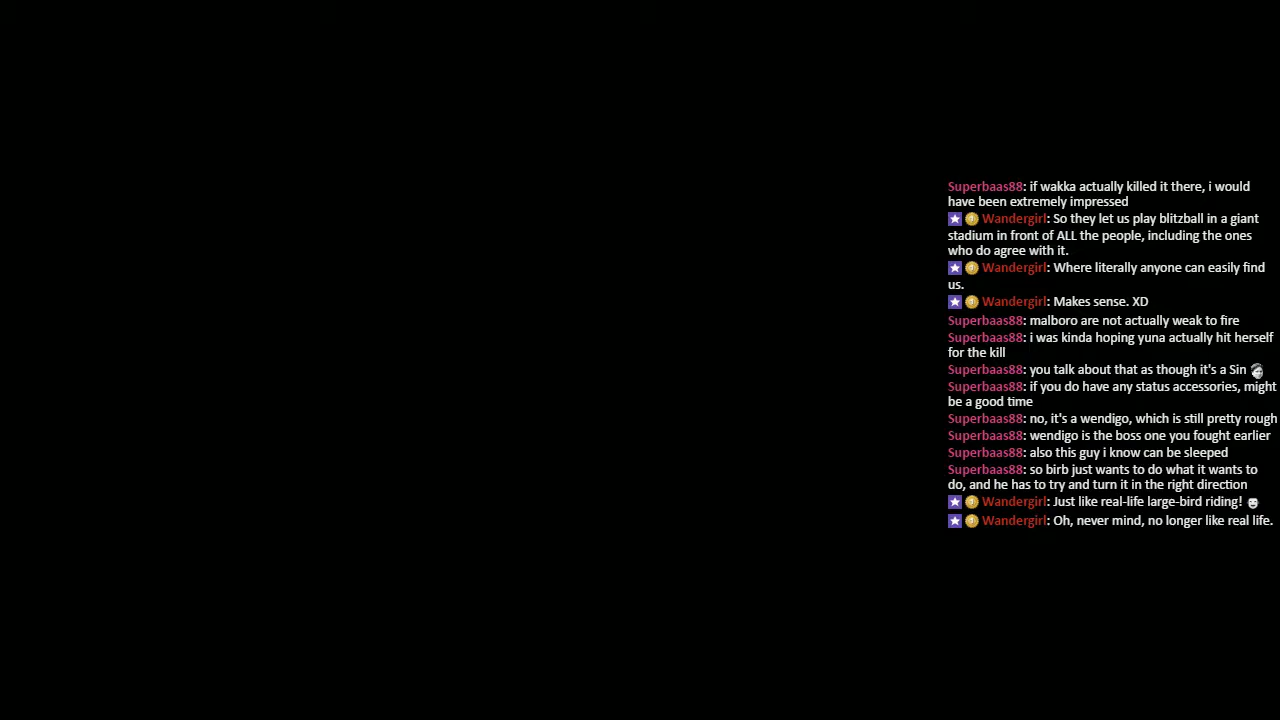 Superbaas88: if wakka actually killed it there, i would
have been extremely impressed
Wandergirl: So they let us play blitzball in a giant
stadium in front of ALL the people, including the ones
who do agree with it.
Wandergirl: Where literally anyone can easily find
us.
Wandergirl: Makes sense. XD
Superbaas88: malboro are not actually weak to fire
Superbaas88: i was kinda hoping yuna actually hit herself
for the kill
Superbaas88: you talk about that as though it's a Sin
Superbaas88: if you do have any status accessories, might
be a good time
Superbaas88: no, it's a wendigo, which is still pretty rough
Superbaas88: wendigo is the boss one you fought earlier
Superbaas88: also this guy i know can be sleeped
Superbaas88: so birb just wants to do what it wants to
do, and he has to try and turn it in the right direction
Wandergirl: Just like real-life large-bird riding!
Wandergirl: Oh, never mind, no longer like real life.